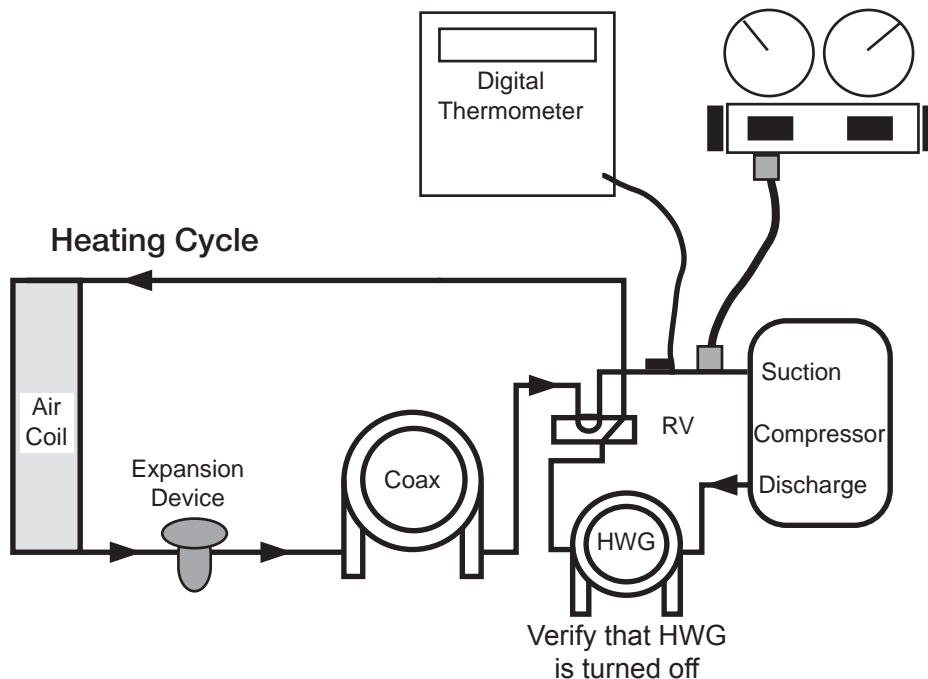 Digital
Thermometer
Heating Cycle
Air
Coil
Expansion
Device
Coax
RV
Suction
Compressor
Discharge
HWG
Verify that HWG
is turned off